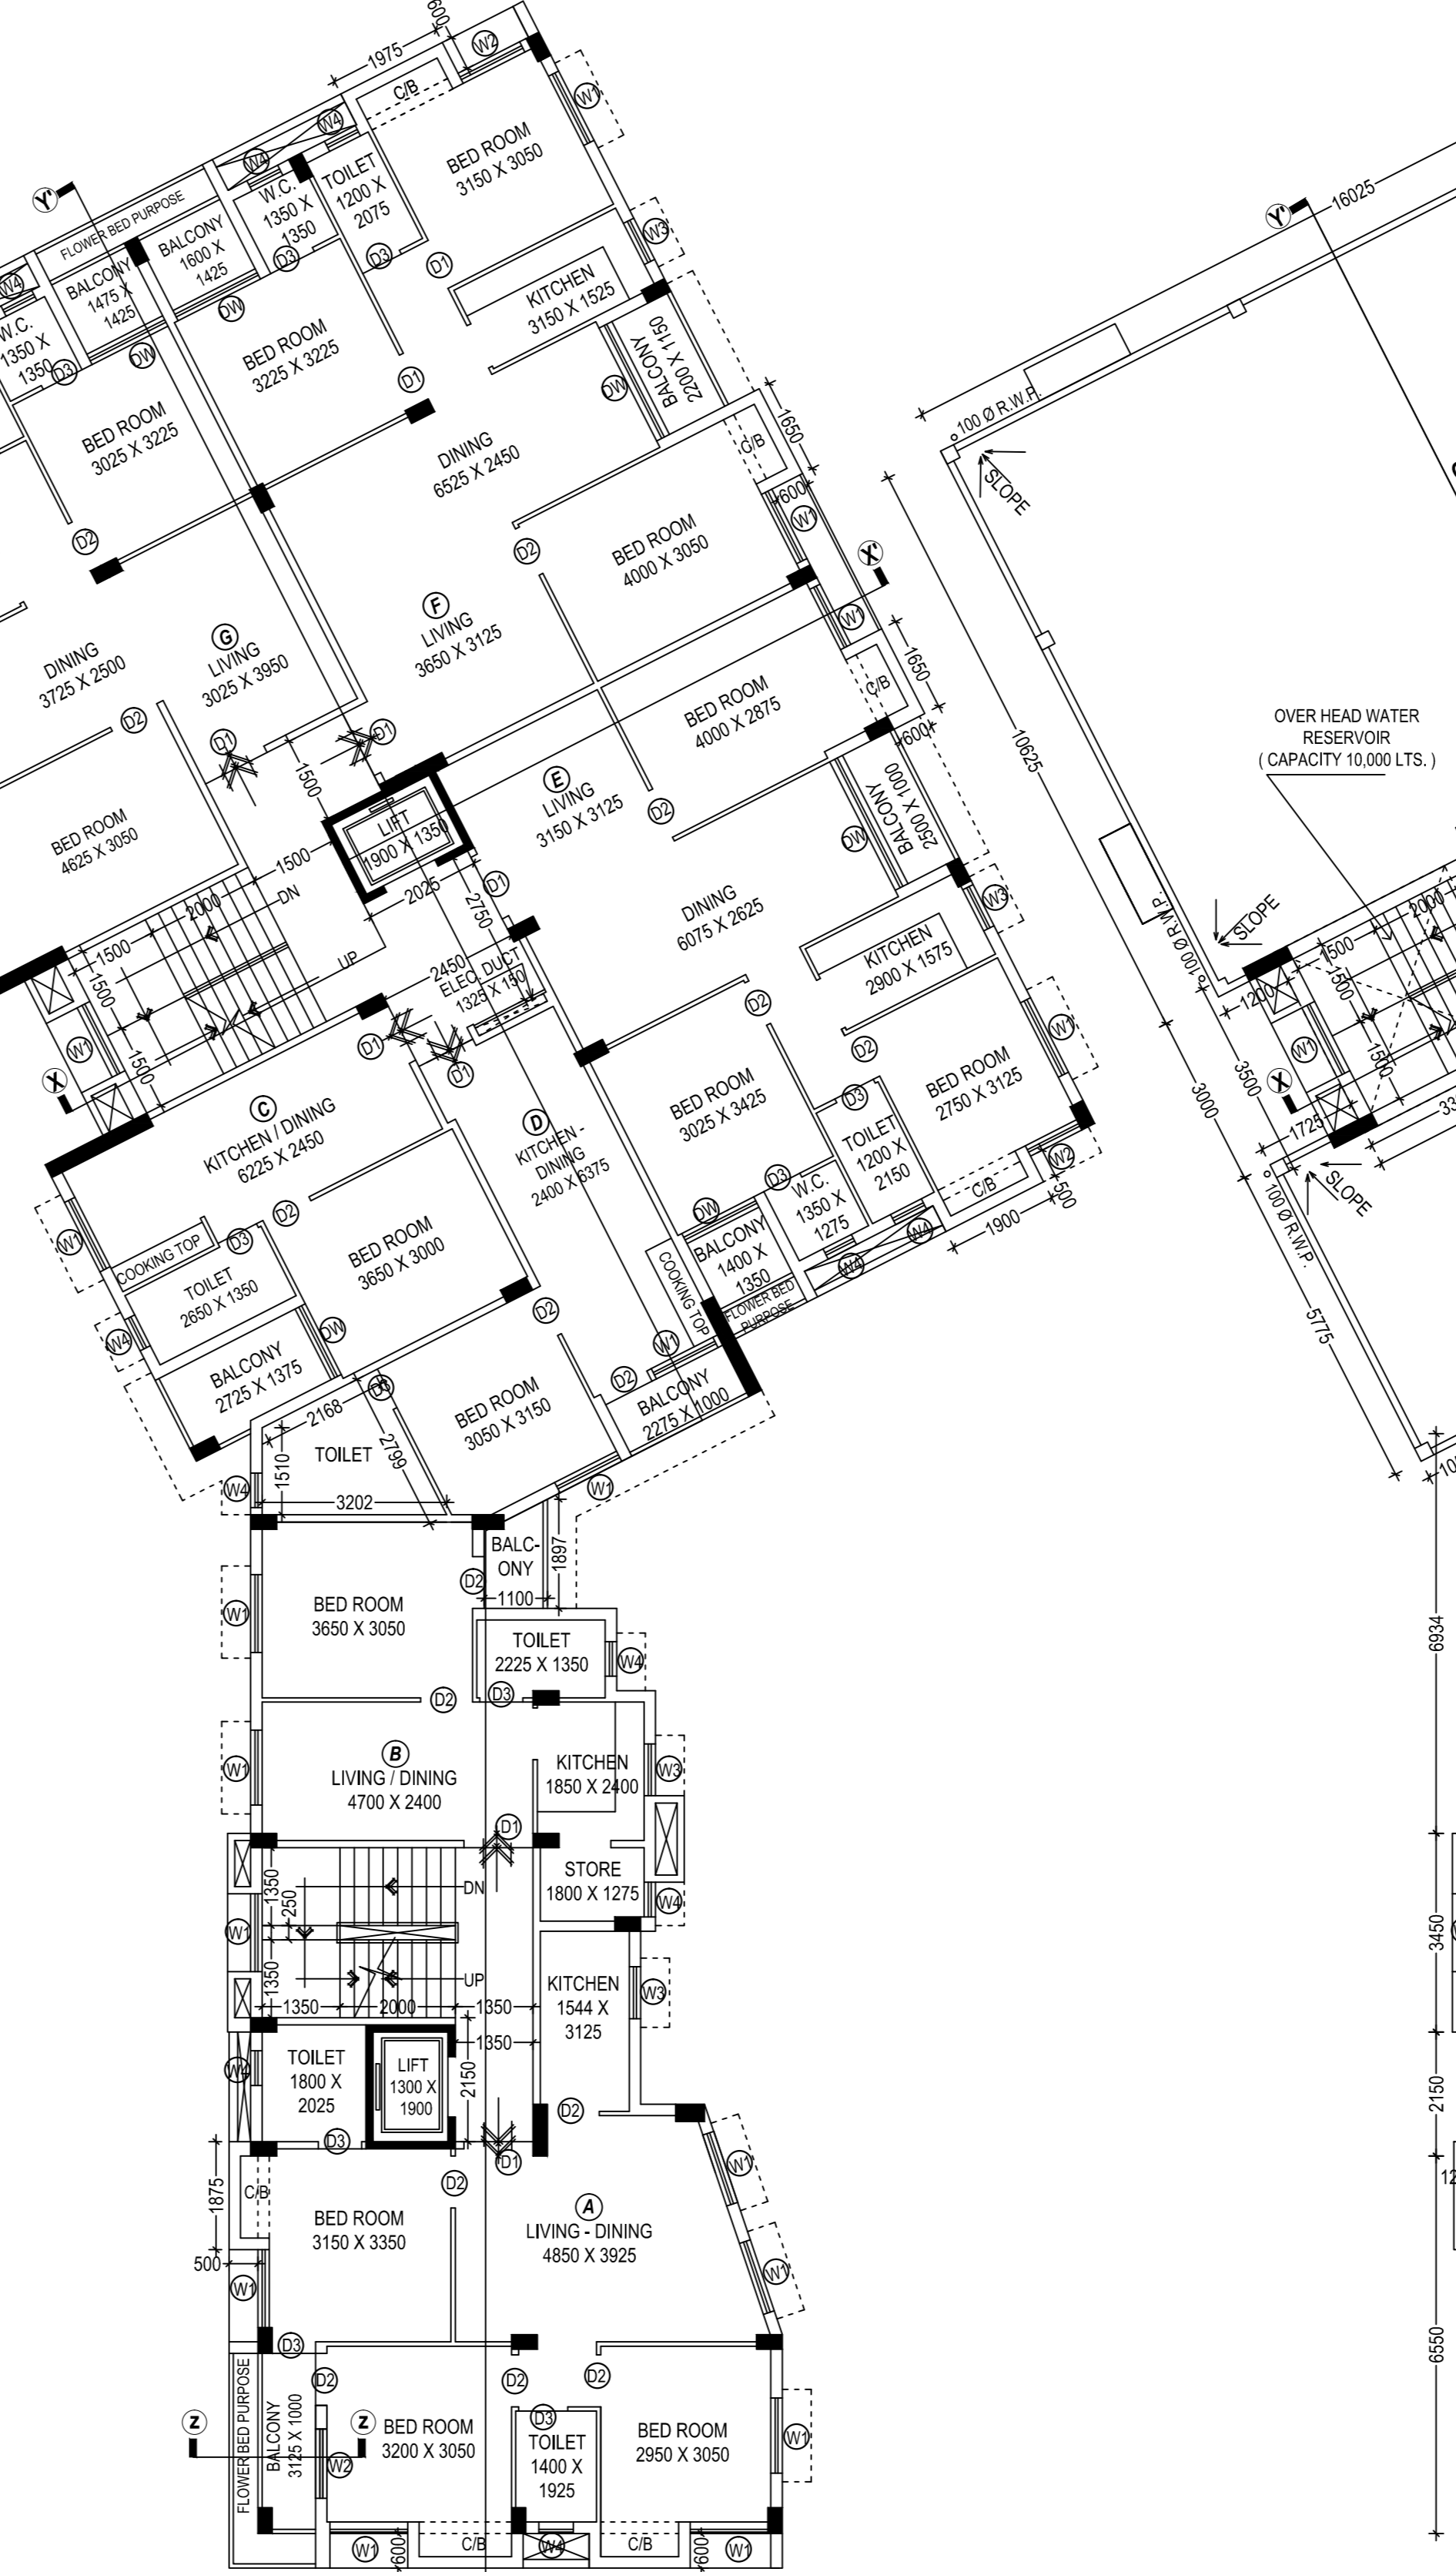 600
1975
W2
C/B
W1
BED ROOM
3150 X 3050
W4
W4
TOILET
1200 X
2075
W.C.
1350 X
1350
Y'
FLOWER BED PURPOSE
BALCONY
1600 X
1425
BALCONY
1475 X
1425
W4
W.C.
1350 X
1350
D3
D3
D1
D3
DW
DW
W3
KITCHEN
3150 X 1525
BED ROOM
3225 X 3225
BALCONY
2200 X 1150
DW
D1
BED ROOM
3025 X 3225
DINING
6525 X 2450
C/B
1650
600
W1
D2
D2
BED ROOM
4000 X 3050
X'
F
LIVING
3650 X 3125
W1
G
LIVING
3025 X 3950
DINING
3725 X 2500
1650
C/B
BED ROOM
4000 X 2875
600
D2
D1
D1
1500
E
LIVING
3150 X 3125
D2
BALCONY
2500 X 1000
DW
BED ROOM
4625 X 3050
LIFT
1900 X 1350
1500
2025
D1
2750
DN
2000
1500
1500
UP
2450
ELEC. DUCT
1325 X 150
DINING
6075 X 2625
W3
KITCHEN
2900 X 1575
D2
W1
1500
X
D1
D1
D2
W1
BED ROOM
2750 X 3125
BED ROOM
3025 X 3425
D3
C
KITCHEN / DINING
6225 X 2450
D
KITCHEN -
DINING
2400 X 6375
TOILET
1200 X
2150
W2
500
C/B
1900
D3
W.C.
1350 X
1275
D2
D3
W1
COOKING TOP
BED ROOM
3650 X 3000
DW
BALCONY
1400 X
1350
W4
W4
FLOWER BED
PURPOSE
COOKING TOP
TOILET
2650 X 1350
W4
DW
D2
W1
D2
BALCONY
2725 X 1375
D3
BED ROOM
3050 X 3150
BALCONY
2275 X 1000
2168
2799
TOILET
1510
3202
W4
W1
BALC-
ONY
1897
1100
D2
BED ROOM
3650 X 3050
W1
TOILET
2225 X 1350
W4
D2
D3
B
LIVING / DINING
4700 X 2400
W1
KITCHEN
1850 X 2400
W3
D1
STORE
1800 X 1275
W4
1350
250
1350
DN
UP
W1
1350
2000
1350
1350
KITCHEN
1544 X
3125
W3
TOILET
1800 X
2025
W4
LIFT
1300 X
1900
2150
D3
D2
D1
W1
1875
C/B
D2
BED ROOM
3150 X 3350
A
LIVING - DINING
4850 X 3925
500
W1
W1
D3
D2
D2
D2
D3
FLOWER BED PURPOSE
BALCONY
3125 X 1000
Z
Z
BED ROOM
3200 X 3050
W2
TOILET
1400 X
1925
BED ROOM
2950 X 3050
W1
W1
600
C/B
W4
C/B
600
W1
Y'
16025
100 Ø R.W.P.
SLOPE
10625
OVER HEAD WATER
RESERVOIR
( CAPACITY 10,000 LTS. )
100 Ø R.W.P.
SLOPE
2000
1500
1500
1200
W1
1500
3000
3500
X
1725
SLOPE
100 Ø R.W.P.
5775
6934
3450
2150
6550